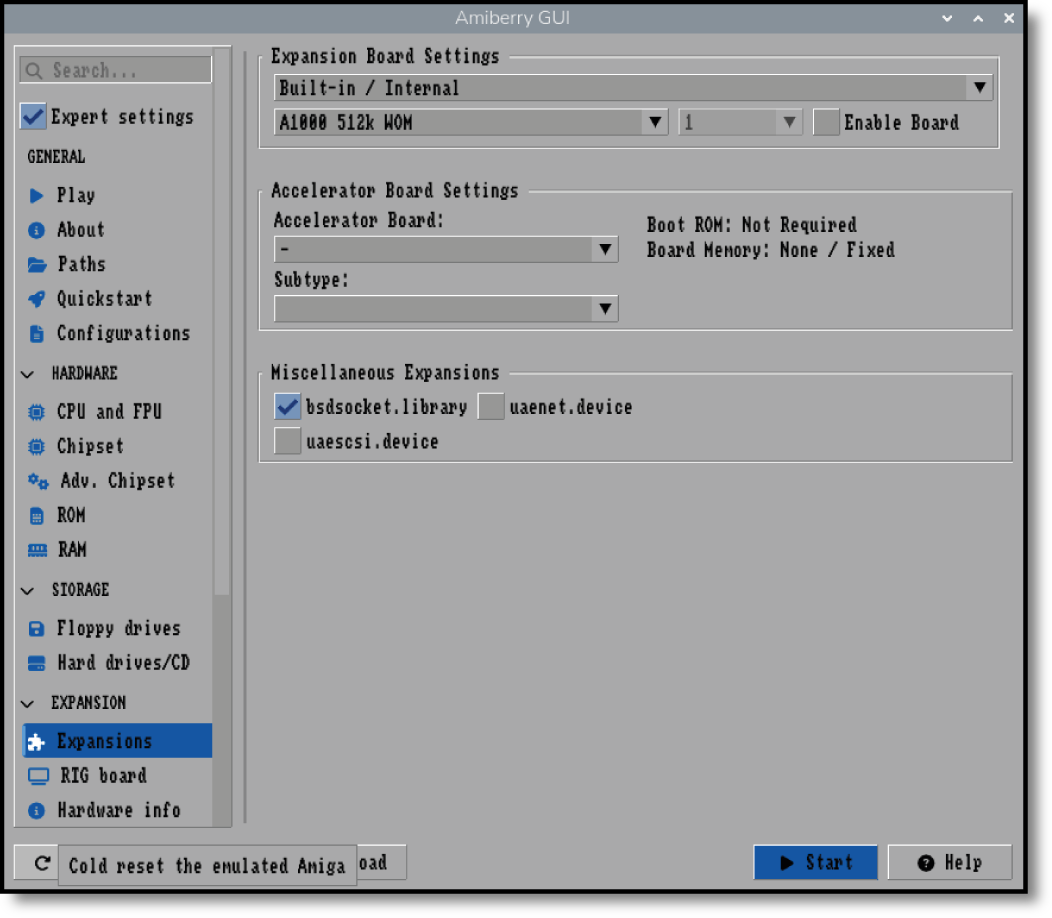 Amiberry GUI
Search...
Expert settings
GENERAL
Play
About
Paths
Quickstart
Configurations
HARDWARE
CPU and FPU
Chipset
Adv. Chipset
ROM
RAM
STORAGE
Floppy drives
Hard drives/CD
EXPANSION
Expansions
RTG board
Hardware info
Expansion Board Settings
Built-in / Internal
A1000 512k WOM 1 Enable Board
Accelerator Board Settings
Accelerator Board:
-
Subtype:
Boot ROM: Not Required
Board Memory: None / Fixed
Miscellaneous Expansions
bsdsocket.library uaenet.device
uaescsi.device
Cold reset the emulated Amiga oad Start Help